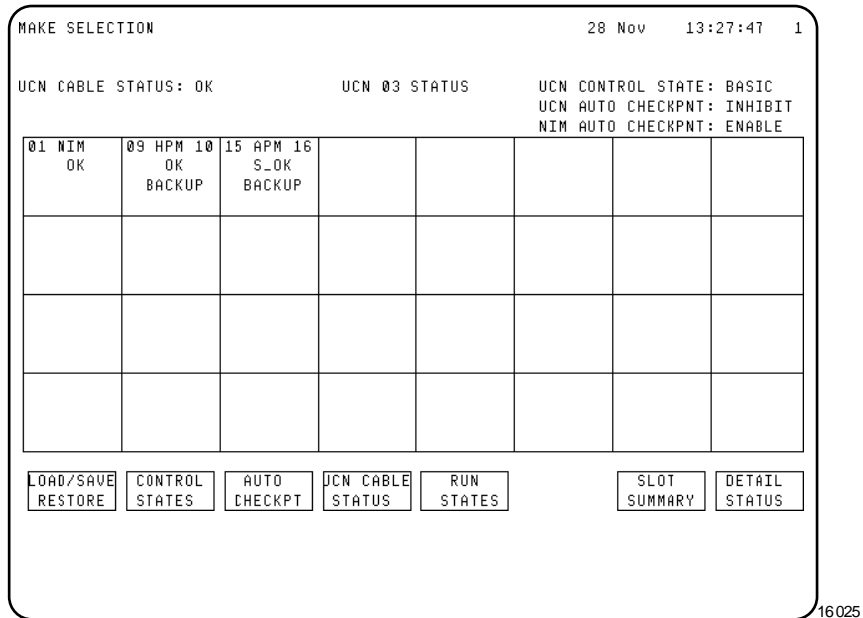 MAKE SELECTION 28 Nov 13:27:47 1
UCN CABLE STATUS: OK UCN 03 STATUS UCN CONTROL STATE: BASIC
UCN AUTO CHECKPNT: INHIBIT
NIM AUTO CHECKPNT: ENABLE
01 NIM 09 HPM 10 15 APM 16
OK OK S_OK
BACKUP BACKUP
LOAD/SAVE CONTROL AUTO UCN CABLE RUN SLOT DETAIL
RESTORE STATES CHECKPT STATUS STATES SUMMARY STATUS
16025